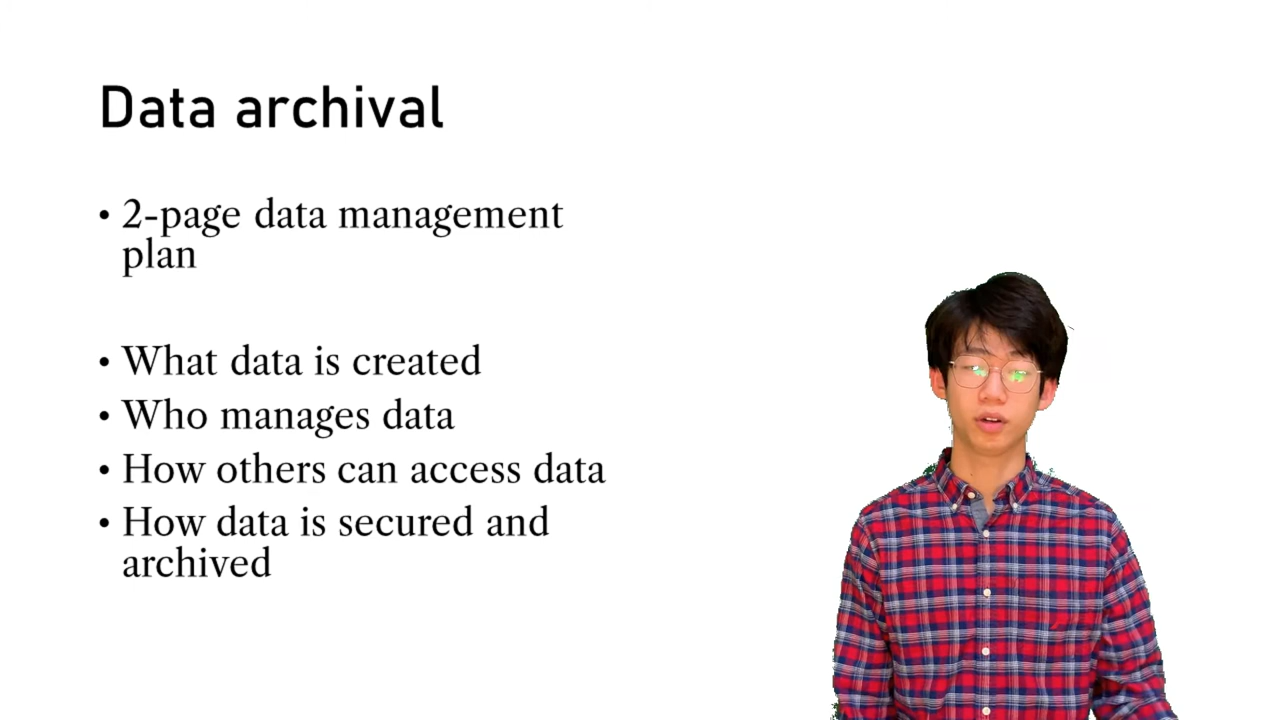 Data archival
• 2-page data management
plan
• What data is created
• Who manages data
• How others can access data
• How data is secured and
archived